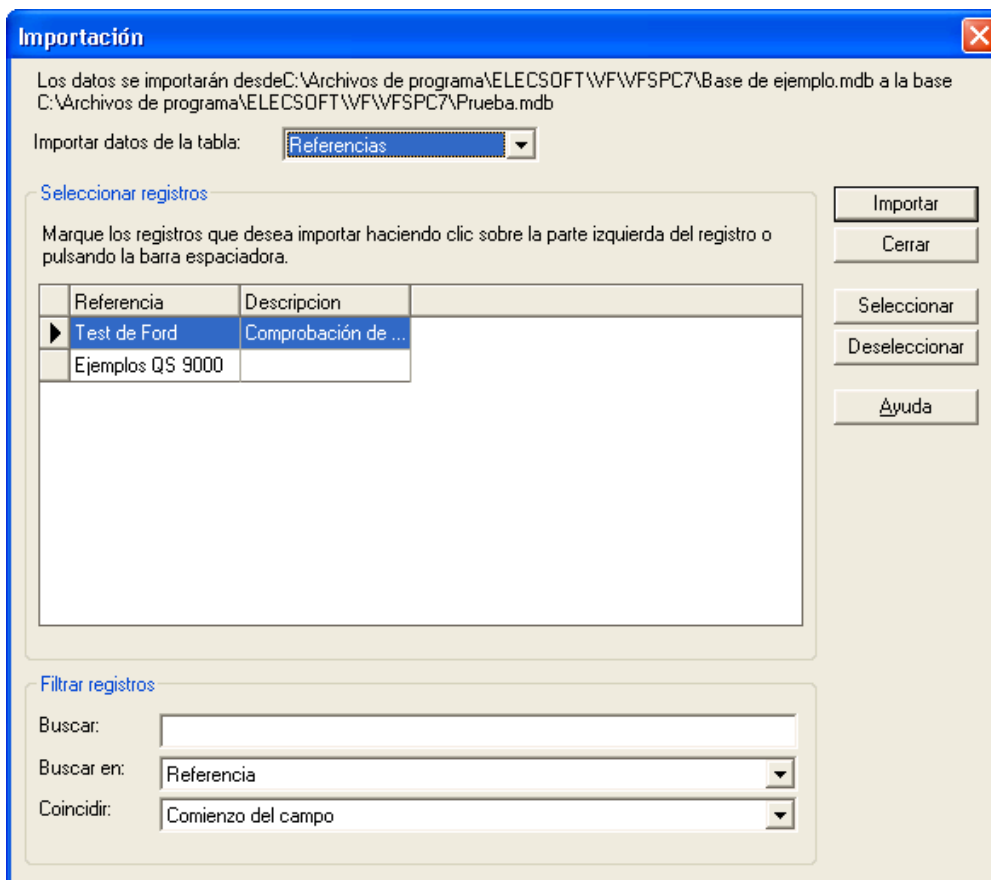 Importación
Los datos se importarán desdeC:\Archivos de programa\ELECSOFT\VF\VFSPC7\Base de ejemplo.mdb a la base
C:\Archivos de programa\ELECSOFT\VF\VFSPC7\Prueba.mdb
Importar datos de la tabla: Referencias
Seleccionar registros
Marque los registros que desea importar haciendo clic sobre la parte izquierda del registro o
pulsando la barra espaciadora.
Referencia Descripcion
Test de Ford Comprobación de ...
Ejemplos QS 9000
Importar
Cerrar
Seleccionar
Deseleccionar
Ayuda
Filtrar registros
Buscar:
Buscar en: Referencia
Coincidir: Comienzo del campo